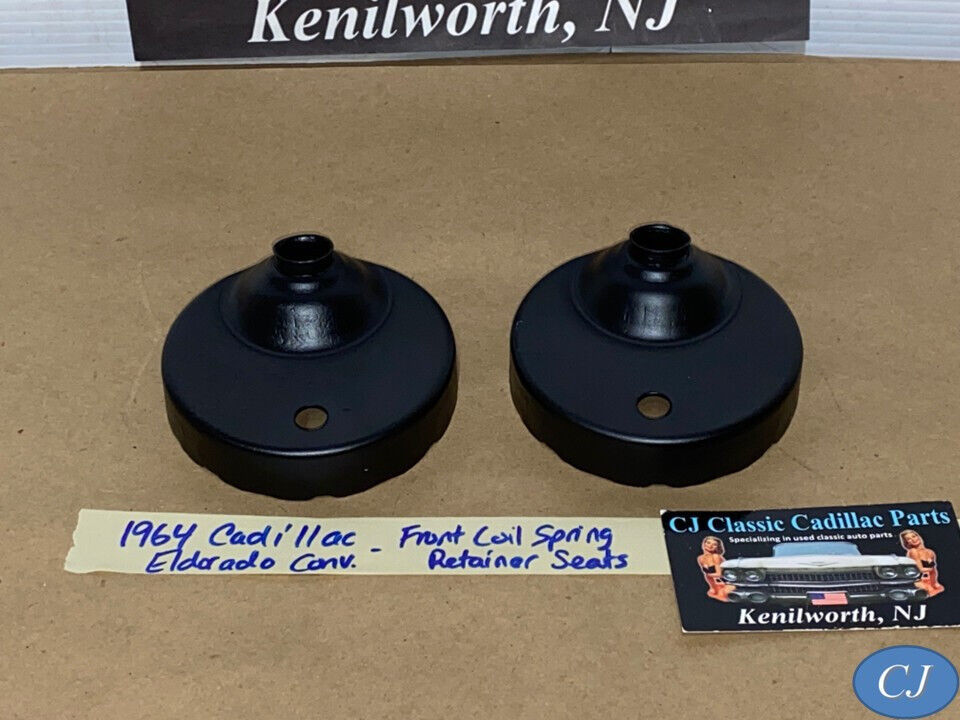 Kenilworth, NJ
1964 Cadillac - Front Coil Spring
Eldorado Conv. Retainer Seats
CJ Classic Cadillac Parts
Specializing in used classic auto parts
Kenilworth, NJ
CJ